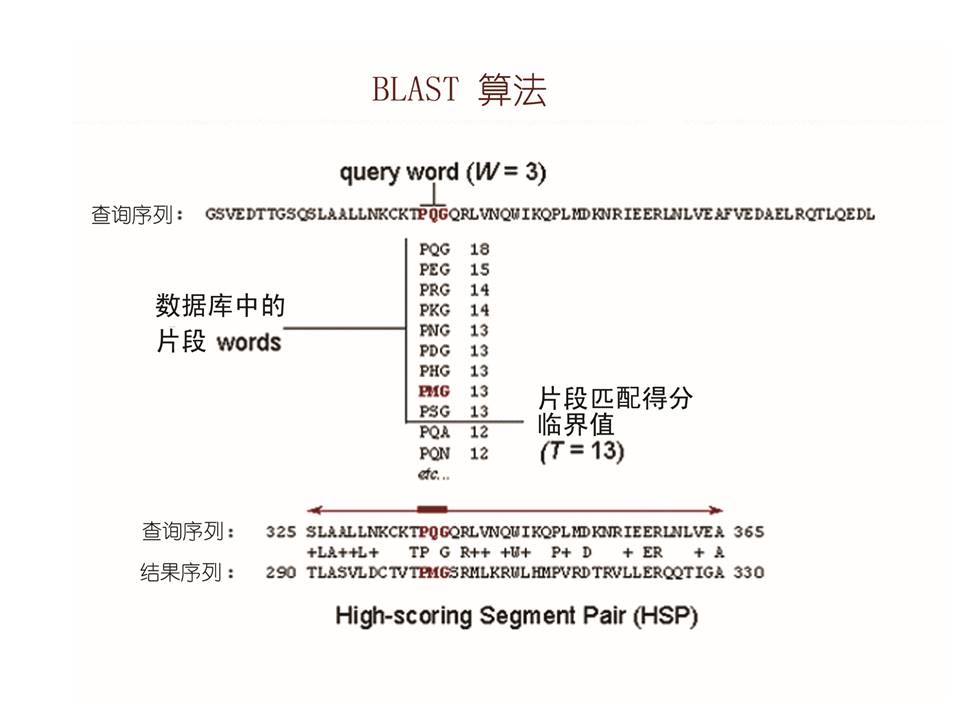 BLAST 算法
query word (W = 3)
查询序列: GSVEDTTGSQSLAALLNKCKTPQGQRLVNQWIKQPLMDKNRIEERLNLVEAFVEDAELRQTLQEDL
PQG 18
PEG 15
PRG 14
PKG 14
PNG 13
PDG 13
PHG 13
PMG 13
PSG 13
PQA 12
PQN 12
etc...
数据库中的
片段 words
片段匹配得分
临界值
(T = 13)
查询序列: 325 SLAALLNKCKTPQGQRLVNQWIKQPLMDKNRIEERLNLVEA 365
+LA++L+ TP G R++ +W+ P+ D + ER + A
结果序列: 290 TLASVLDCTVTPMGSRMLKRWLHMPVRDTRVLLERQQTIGA 330
High-scoring Segment Pair (HSP)